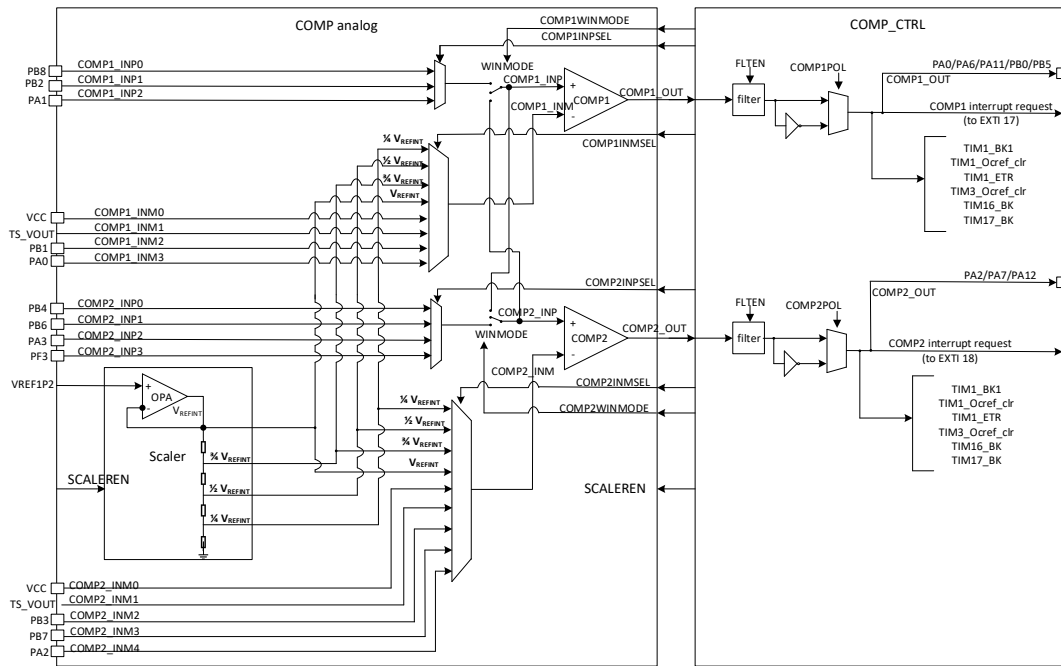 COMP analog
COMP_CTRL
COMP1WINMODE
COMP1INPSEL
PB8 COMP1_INP0
PB2 COMP1_INP1
PA1 COMP1_INP2
WINMODE
COMP1_INP
COMP1_INM
+
COMP1
-
COMP1_OUT
FLTEN
filter
COMP1POL
PA0/PA6/PA11/PB0/PB5
COMP1_OUT
COMP1 interrupt request
(to EXTI 17)
TIM1_BK1
TIM1_Ocref_clr
TIM1_ETR
TIM3_Ocref_clr
TIM16_BK
TIM17_BK
COMP1INMSEL
¼ VREFINT
½ VREFINT
¾ VREFINT
VREFINT
VCC COMP1_INM0
TS_VOUT COMP1_INM1
PB1 COMP1_INM2
PA0 COMP1_INM3
COMP2INPSEL
PB4 COMP2_INP0
PB6 COMP2_INP1
PA3 COMP2_INP2
PF3 COMP2_INP3
WINMODE
COMP2_INP
COMP2_INM
+
COMP2
-
COMP2_OUT
FLTEN
filter
COMP2POL
PA2/PA7/PA12
COMP2_OUT
COMP2 interrupt request
(to EXTI 18)
TIM1_BK1
TIM1_Ocref_clr
TIM1_ETR
TIM3_Ocref_clr
TIM16_BK
TIM17_BK
COMP2INMSEL
COMP2WINMODE
VREF1P2
+
OPA
-
VREFINT
Scaler
¾ VREFINT
½ VREFINT
¼ VREFINT
SCALEREN
¼ VREFINT
½ VREFINT
¾ VREFINT
VREFINT
SCALEREN
VCC COMP2_INM0
TS_VOUT COMP2_INM1
PB3 COMP2_INM2
PB7 COMP2_INM3
PA2 COMP2_INM4